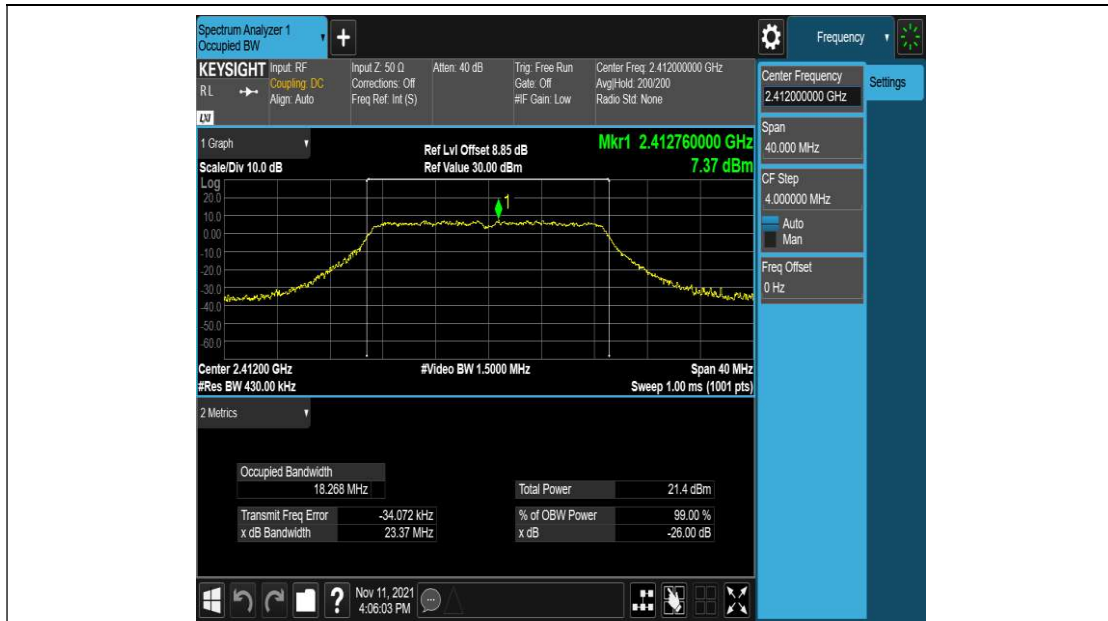 Spectrum Analyzer 1
Occupied BW
+
Frequency
KEYSIGHT
RL
LXI
Input: RF
Coupling: DC
Align: Auto
Input Z: 50 Ω
Corrections: Off
Freq Ref: Int (S)
Atten: 40 dB
Trig: Free Run
Gate: Off
#IF Gain: Low
Center Freq: 2.412000000 GHz
Avg|Hold: 200/200
Radio Std: None
Center Frequency
2.412000000 GHz
Settings
Span
40.000 MHz
CF Step
4.000000 MHz
Auto
Man
Freq Offset
0 Hz
1 Graph
Scale/Div 10.0 dB
Ref Lvl Offset 8.85 dB
Ref Value 30.00 dBm
Mkr1 2.412760000 GHz
7.37 dBm
Log
20.0
10.0
0.00
-10.0
-20.0
-30.0
-40.0
-50.0
-60.0
1
Center 2.41200 GHz
#Res BW 430.00 kHz
#Video BW 1.5000 MHz
Span 40 MHz
Sweep 1.00 ms (1001 pts)
2 Metrics
Occupied Bandwidth
18.268 MHz
Total Power 21.4 dBm
Transmit Freq Error -34.072 kHz
% of OBW Power 99.00 %
x dB Bandwidth 23.37 MHz
x dB -26.00 dB
?
Nov 11, 2021
4:06:03 PM